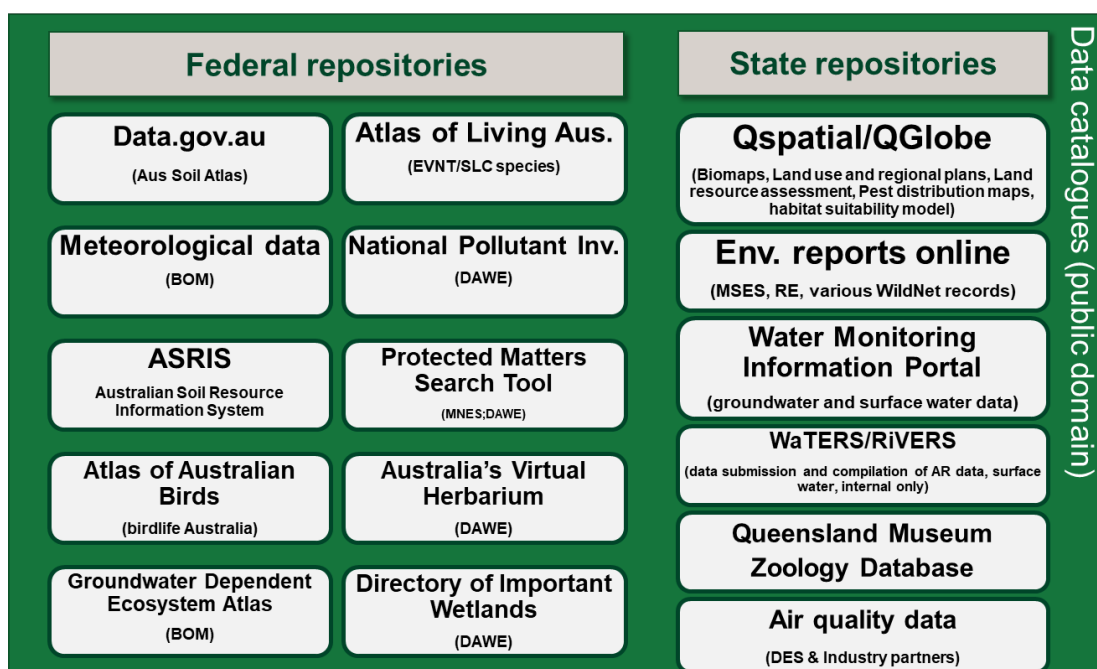 Federal repositories
Data.gov.au
(Aus Soil Atlas)
Atlas of Living Aus.
(EVNT/SLC species)
Meteorological data
(BOM)
National Pollutant Inv.
(DAWE)
ASRIS
Australian Soil Resource
Information System
Protected Matters
Search Tool
(MNES;DAWE)
Atlas of Australian
Birds
(birdlife Australia)
Australia's Virtual
Herbarium
(DAWE)
Groundwater Dependent
Ecosystem Atlas
(BOM)
Directory of Important
Wetlands
(DAWE)
State repositories
Qspatial/QGlobe
(Biomaps, Land use and regional plans, Land
resource assessment, Pest distribution maps,
habitat suitability model)
Env. reports online
(MSES, RE, various WildNet records)
Water Monitoring
Information Portal
(groundwater and surface water data)
WaTERS/RiVERS
(data submission and compilation of AR data, surface
water, internal only)
Queensland Museum
Zoology Database
Air quality data
(DES & Industry partners)
Data catalogues (public domain)